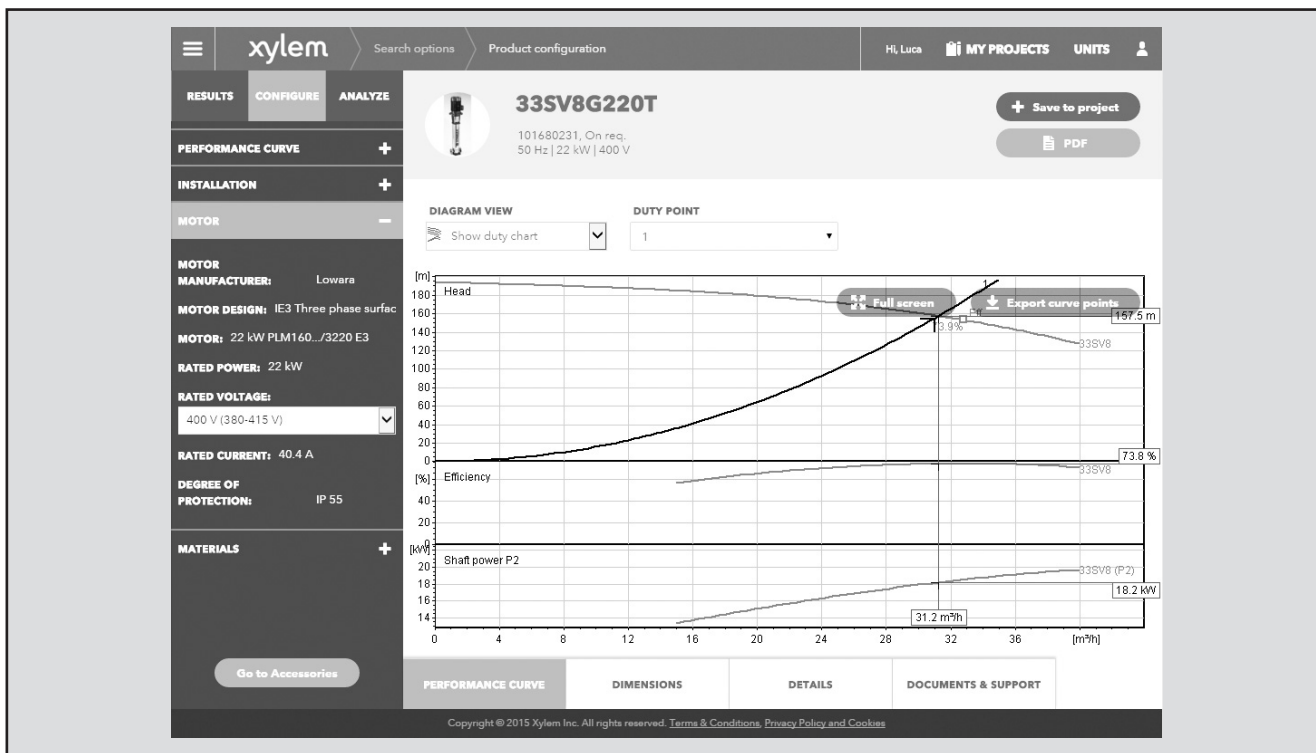 xylem
Search options
Product configuration
Hi, Luca
MY PROJECTS
UNITS
RESULTS
CONFIGURE
ANALYZE
PERFORMANCE CURVE
INSTALLATION
MOTOR
MOTOR
MANUFACTURER: Lowara
MOTOR DESIGN: IE3 Three phase surfac
MOTOR: 22 kW PLM160.../3220 E3
RATED POWER: 22 kW
RATED VOLTAGE:
400 V (380-415 V)
RATED CURRENT: 40.4 A
DEGREE OF
PROTECTION: IP 55
MATERIALS
Go to Accessories
33SV8G220T
101680231, On req.
50 Hz | 22 kW | 400 V
Save to project
PDF
DIAGRAM VIEW
Show duty chart
DUTY POINT
1
[m]
Head
1
Full screen
Export curve points
Eff
157.5 m
3.9%
33SV8
180
160
140
120
100
80
60
40
20
0
73.8 %
[%]
Efficiency
33SV8
40
20
0
[kW]
Shaft power P2
33SV8 (P2)
18.2 kW
20
18
16
14
31.2 m³/h
0 4 8 12 16 20 24 28 32 36 [m³/h]
PERFORMANCE CURVE
DIMENSIONS
DETAILS
DOCUMENTS & SUPPORT
Copyright © 2015 Xylem Inc. All rights reserved. Terms & Conditions, Privacy Policy and Cookies